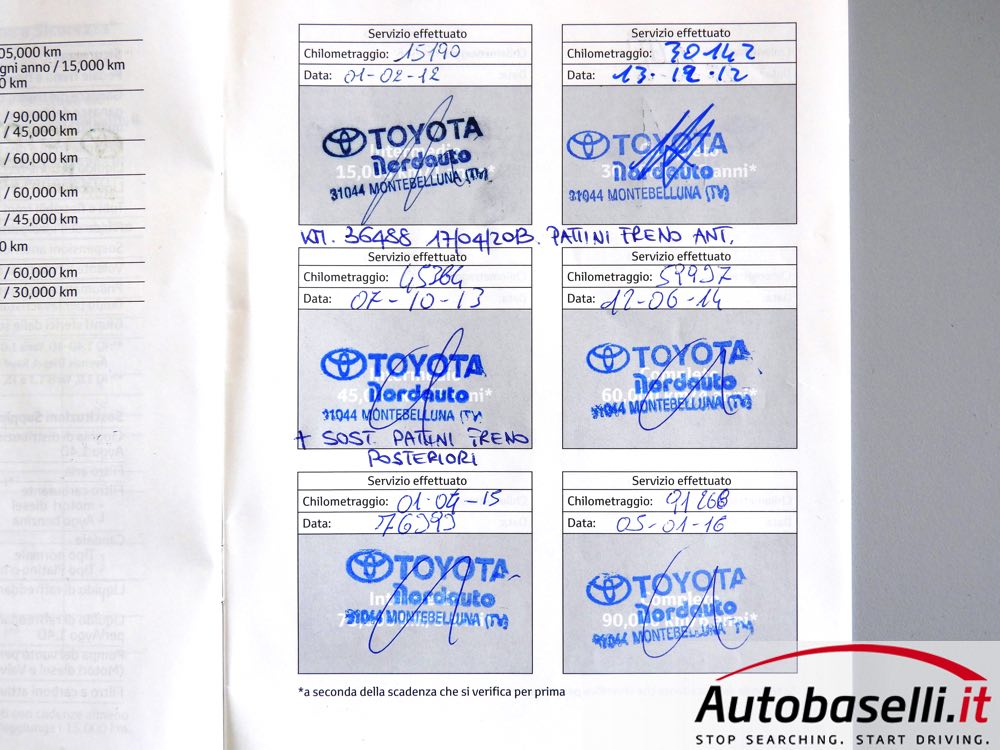 05,000 km
gni anno / 15,000 km
0 km
/ 90,000 km
/ 45,000 km
/ 60,000 km
/ 60,000 km
/ 45,000 km
0 km
/ 60,000 km
/ 30,000 km
Servizio effettuato
Chilometraggio: 15190
Data: 01-02-12
TOYOTA
Nordauto
31044 MONTEBELLUNA (TV)
Servizio effettuato
Chilometraggio: 30142
Data: 13-12-12
TOYOTA
Nordauto
31044 MONTEBELLUNA (TV)
KM. 36488 17/04/2013. PATTINI FRENO ANT.
Servizio effettuato
Chilometraggio: 45364
Data: 07-10-13
TOYOTA
Nordauto
31044 MONTEBELLUNA (TV)
+ SOST. PATTINI FRENO
POSTERIORI
Servizio effettuato
Chilometraggio: 59997
Data: 12-06-14
TOYOTA
Nordauto
31044 MONTEBELLUNA (TV)
Servizio effettuato
Chilometraggio: 01-04-15
Data: 76999
TOYOTA
Nordauto
31044 MONTEBELLUNA (TV)
Servizio effettuato
Chilometraggio: 91268
Data: 05-01-16
TOYOTA
Nordauto
31044 MONTEBELLUNA (TV)
*a seconda della scadenza che si verifica per prima
Autobaselli.it
STOP SEARCHING. START DRIVING.